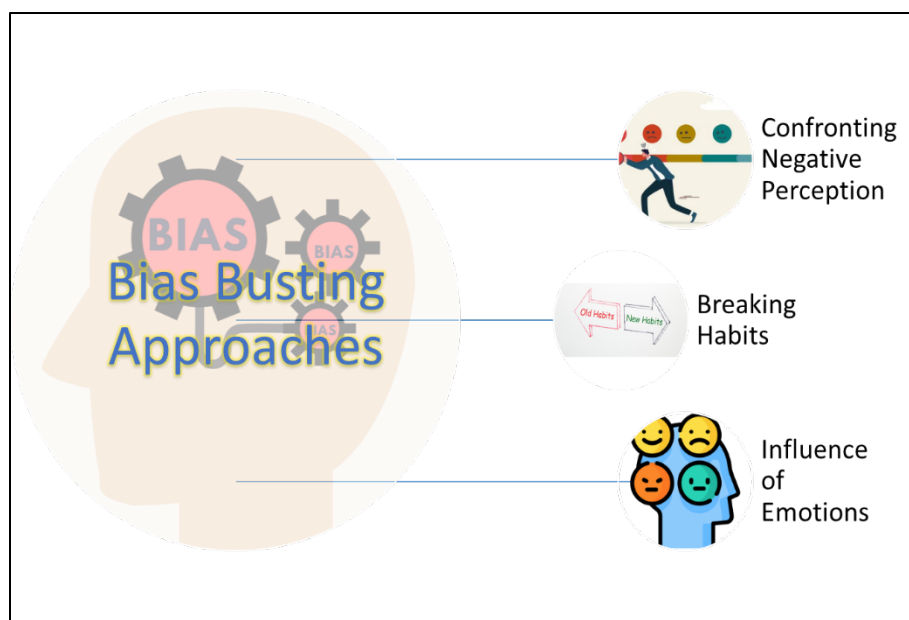 BIAS
BIAS
BIAS
Bias Busting
Approaches
Confronting
Negative
Perception
Old Habits
New Habits
Breaking
Habits
Influence
of
Emotions